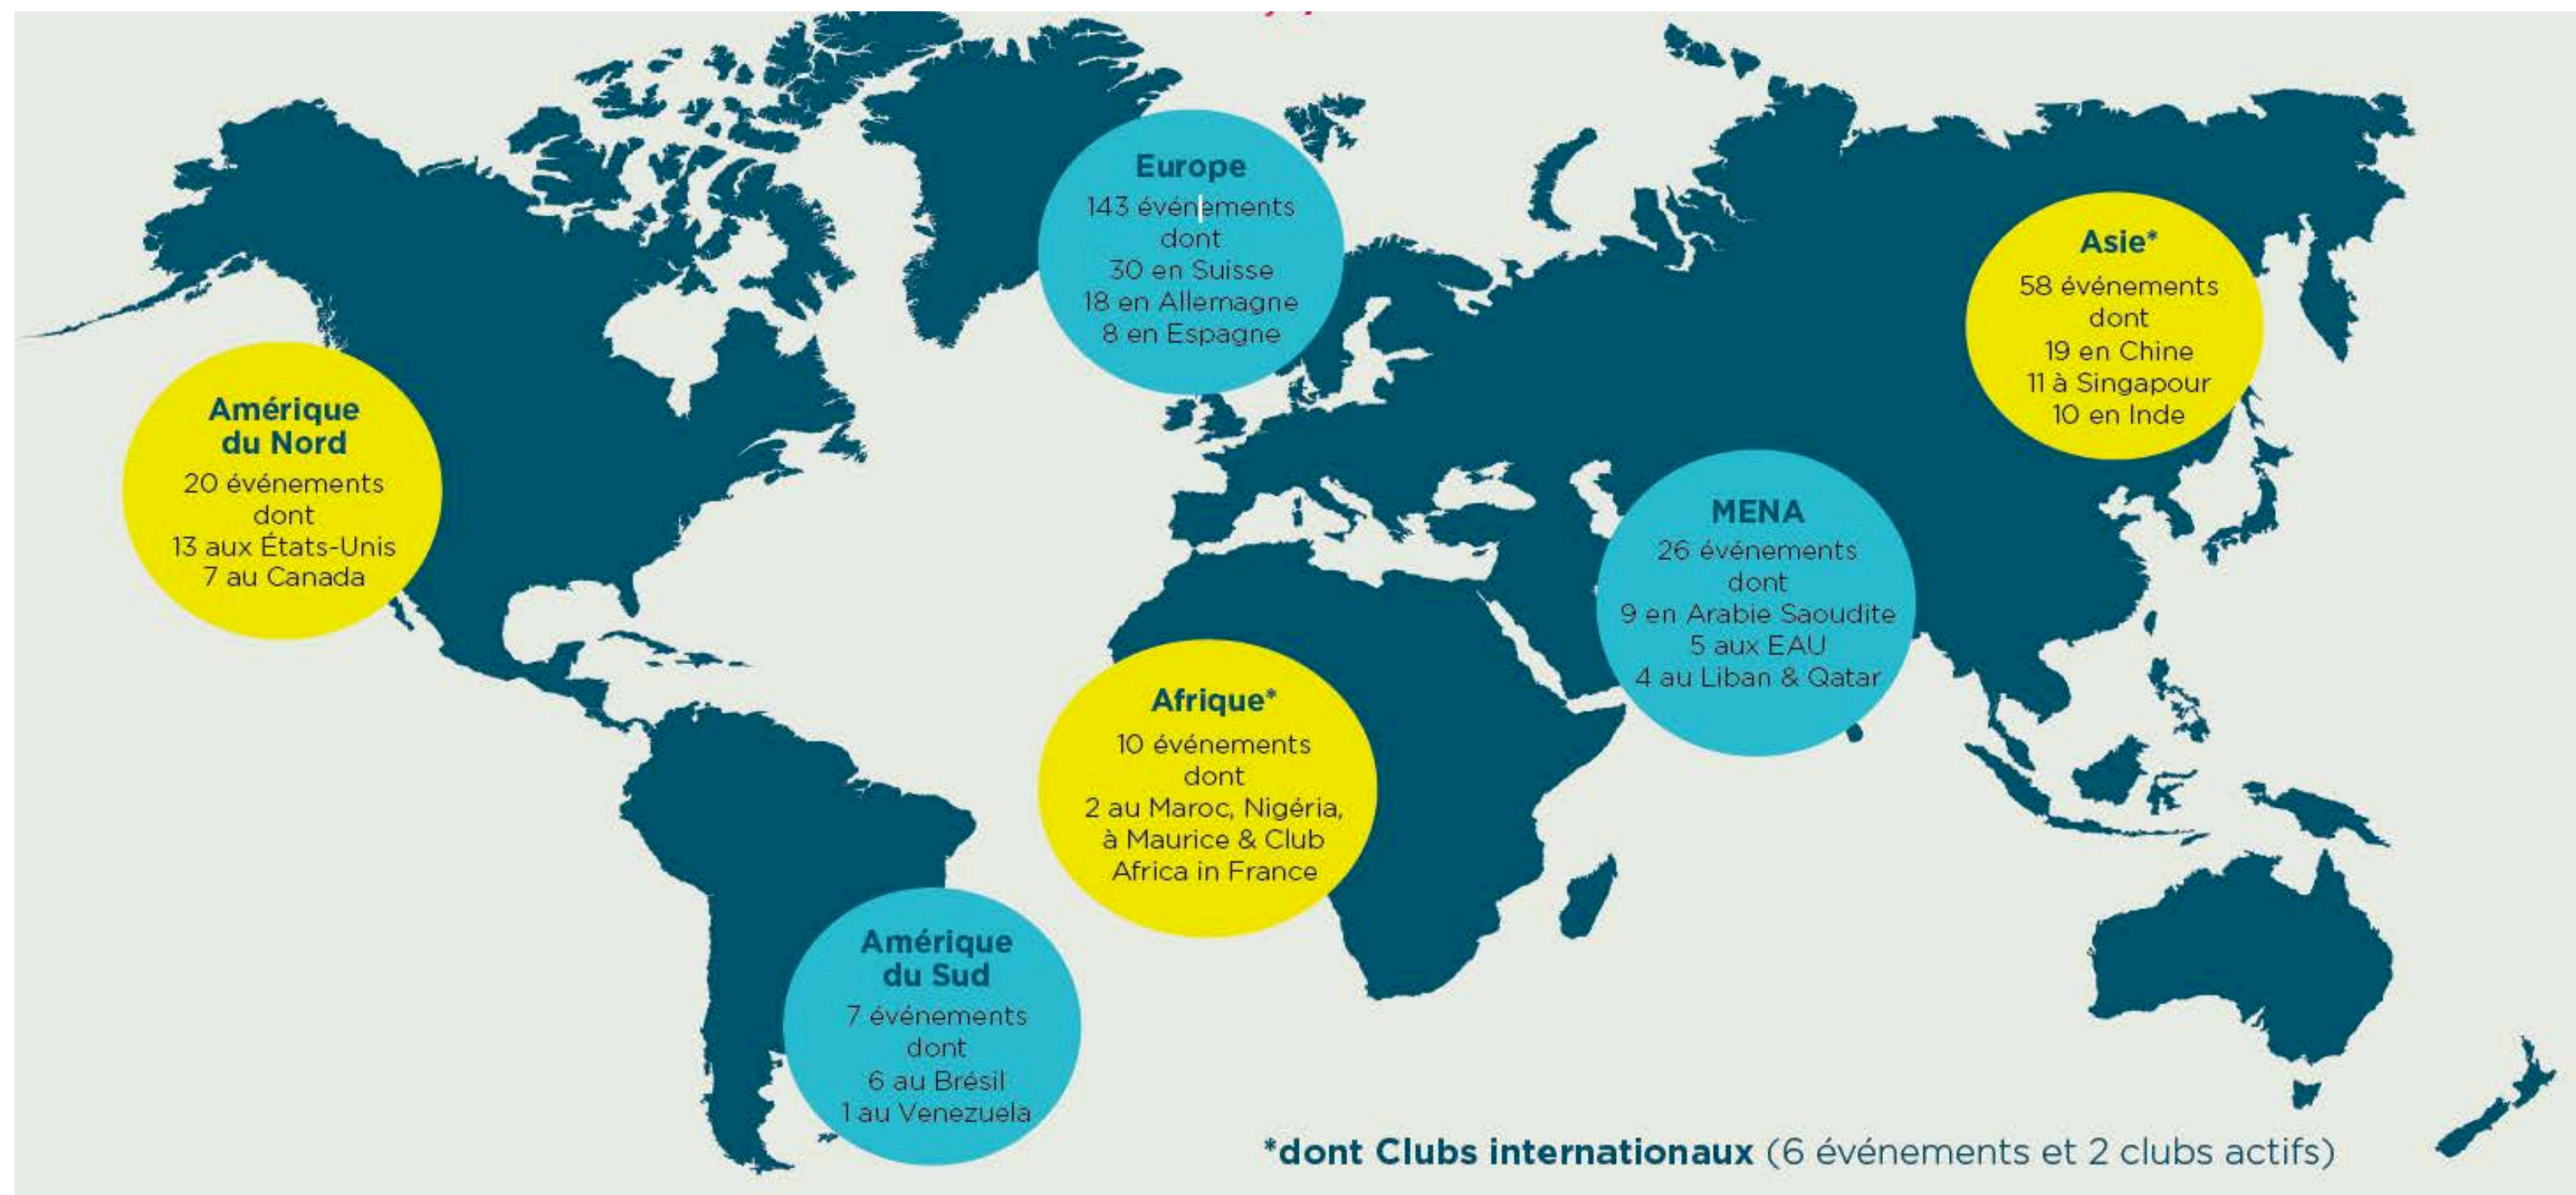 Europe
143 événements
dont
30 en Suisse
18 en Allemagne
8 en Espagne
Asie*
58 événements
dont
19 en Chine
11 à Singapour
10 en Inde
Amérique
du Nord
20 événements
dont
13 aux États-Unis
7 au Canada
MENA
26 événements
dont
9 en Arabie Saoudite
5 aux EAU
4 au Liban & Qatar
Afrique*
10 événements
dont
2 au Maroc, Nigéria,
à Maurice & Club
Africa in France
Amérique
du Sud
7 événements
dont
6 au Brésil
1 au Venezuela
*dont Clubs internationaux (6 événements et 2 clubs actifs)